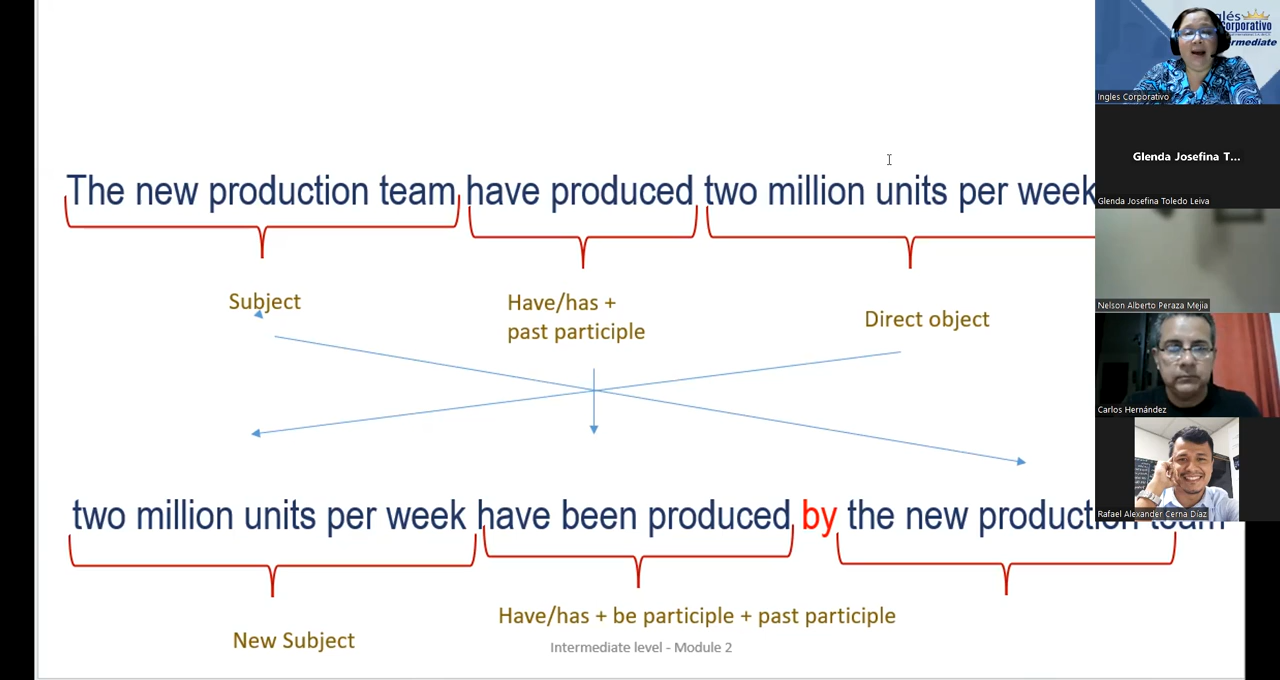 The new production team have produced two million units per week
Subject
Have/has +
past participle
Direct object
two million units per week have been produced by the new production team
Have/has + be participle + past participle
New Subject
Intermediate level - Module 2
Corporativo
Ingles Corporativo
Glenda Josefina T...
Glenda Josefina Toledo Leiva
Nelson Alberto Peraza Mejia
Carlos Hernández
Rafael Alexander Cerna Diaz